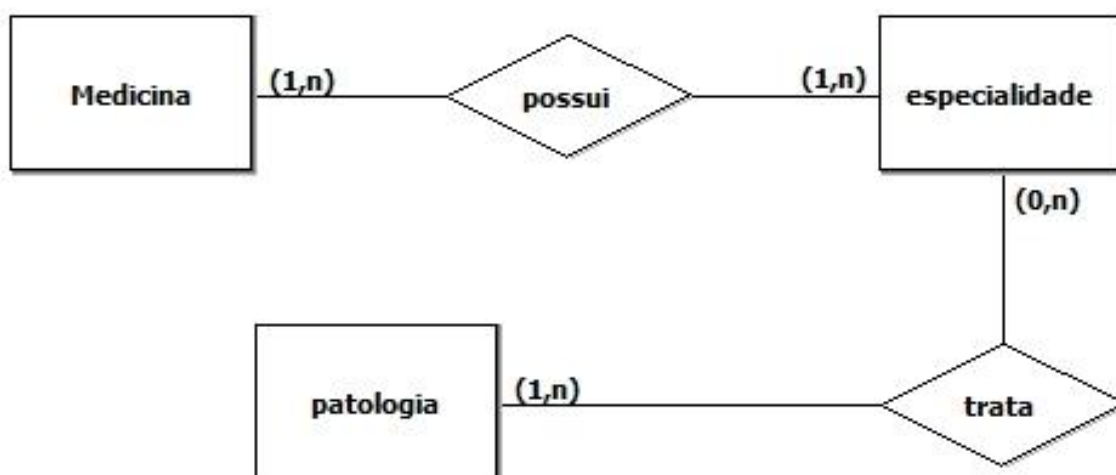 Medicina
(1,n)
possui
(1,n)
especialidade
(0,n)
patologia
(1,n)
trata